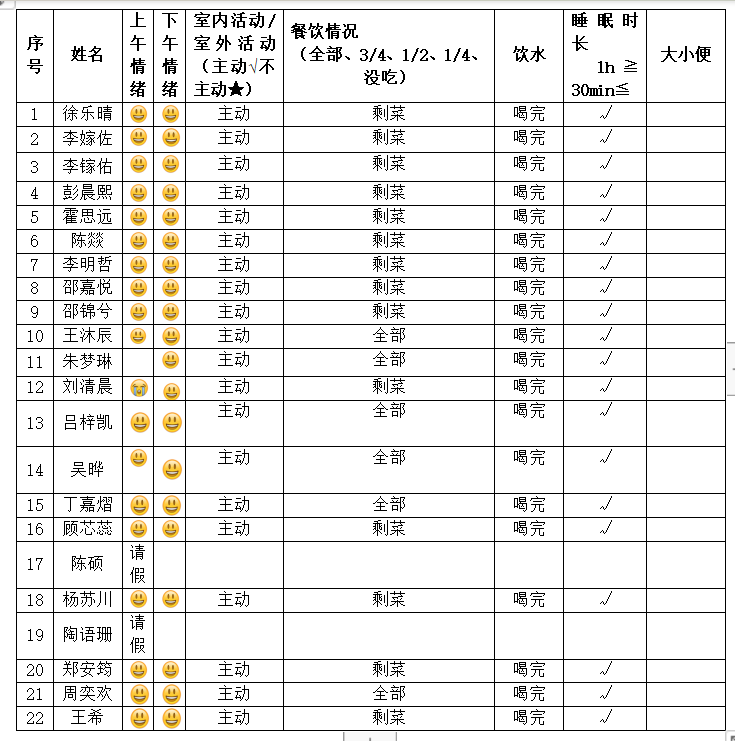 序号 姓名 上午情绪 下午情绪 室内活动/室外活动（主动√不主动★） 餐饮情况（全部、3/4、1/2、1/4、没吃） 饮水 睡眠时长 1h≧ 30min≦ 大小便
1 徐乐晴 😃 😃 主动 剩菜 喝完 √
2 李嫁佐 😃 😃 主动 剩菜 喝完 √
3 李镓佑 😃 😃 主动 剩菜 喝完 √
4 彭晨熙 😃 😃 主动 剩菜 喝完 √
5 霍思远 😃 😃 主动 剩菜 喝完 √
6 陈燚 😃 😃 主动 剩菜 喝完 √
7 李明哲 😃 😃 主动 剩菜 喝完 √
8 邵嘉悦 😃 😃 主动 剩菜 喝完 √
9 邵锦兮 😃 😃 主动 剩菜 喝完 √
10 王沐辰 😃 😃 主动 全部 喝完 √
11 朱梦琳 😃 主动 全部 喝完 √
12 刘清晨 😭 😃 主动 剩菜 喝完 √
13 吕梓凯 😃 😃 主动 全部 喝完 √
14 吴晔 😃 😃 主动 全部 喝完 √
15 丁嘉熠 😃 😃 主动 全部 喝完 √
16 顾芯蕊 😃 😃 主动 剩菜 喝完 √
17 陈硕 请假
18 杨苏川 😃 😃 主动 剩菜 喝完 √
19 陶语珊 请假
20 郑安筠 😃 😃 主动 剩菜 喝完 √
21 周奕欢 😃 😃 主动 全部 喝完 √
22 王希 😃 😃 主动 剩菜 喝完 √